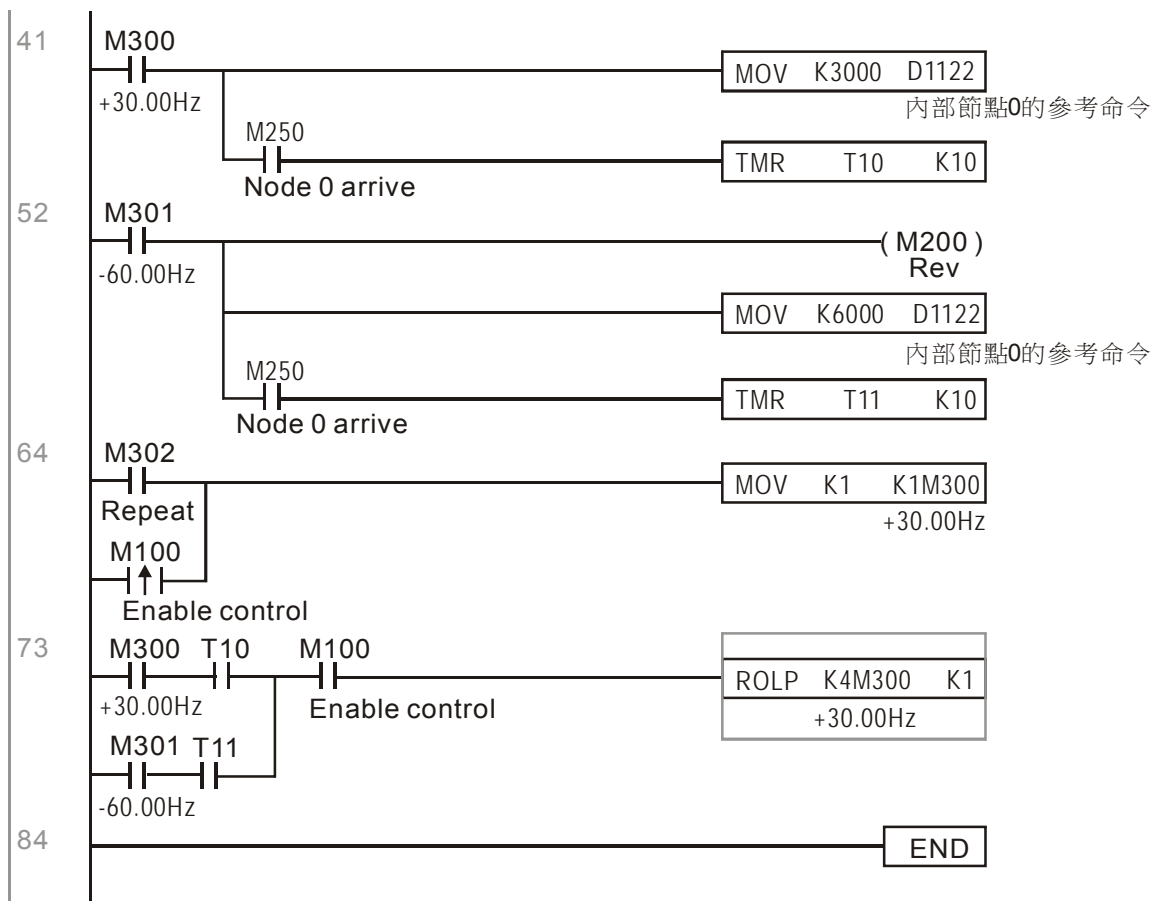 41
M300
+30.00Hz
MOV K3000 D1122
內部節點0的參考命令
M250
Node 0 arrive
TMR T10 K10
52
M301
-60.00Hz
( M200 )
Rev
MOV K6000 D1122
內部節點0的參考命令
M250
Node 0 arrive
TMR T11 K10
64
M302
Repeat
MOV K1 K1M300
+30.00Hz
M100
Enable control
73
M300 T10 M100
+30.00Hz
Enable control
ROLP K4M300 K1
+30.00Hz
M301 T11
-60.00Hz
84
END